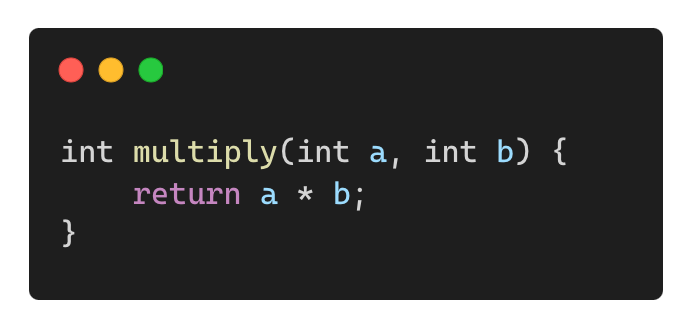 int multiply(int a, int b) {
    return a * b;
}